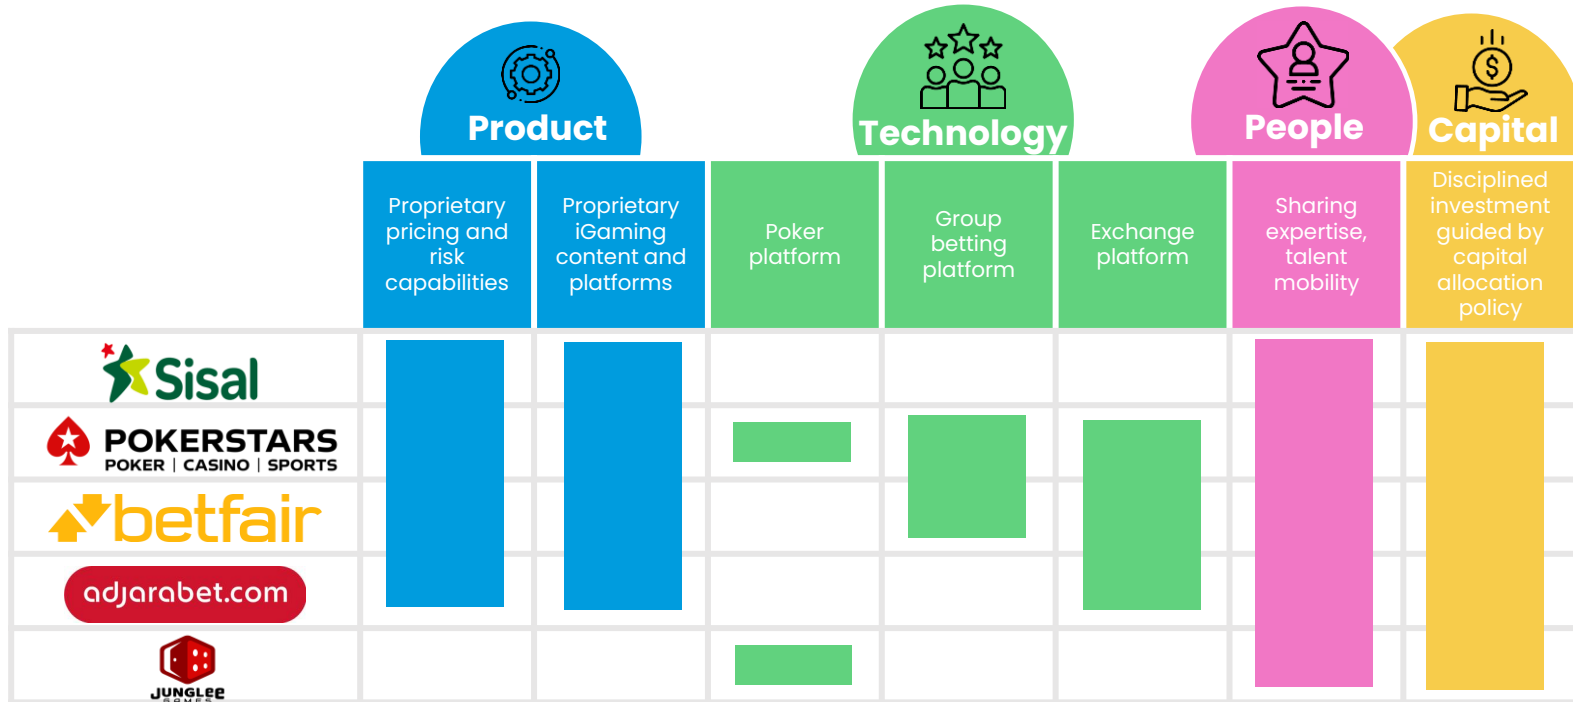 Product
Technology
People
Capital
Proprietary
pricing and
risk
capabilities
Proprietary
iGaming
content and
platforms
Poker
platform
Group
betting
platform
Exchange
platform
Sharing
expertise,
talent
mobility
Disciplined
investment
guided by
capital
allocation
policy
$
Sisal
POKERSTARS
POKER | CASINO | SPORTS
betfair
adjarabet.com
JUNGLEE
GAMES